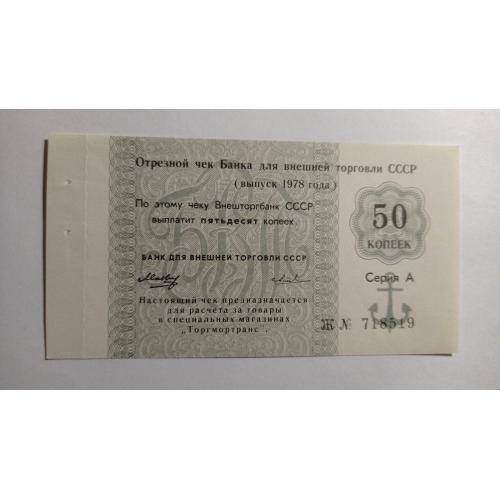 Отрезной чек Банка для внешней торговли СССР
(выпуск 1978 года)
По этому чеку Внешторгбанк СССР
выплатит пятьдесят копеек.
50
КОПЕЕК
БАНК ДЛЯ ВНЕШНЕЙ ТОРГОВЛИ СССР
Серия А
Настоящий чек предназначается
для расчета за товары
в специальных магазинах
„Торгмортранс".
Ж № 718519